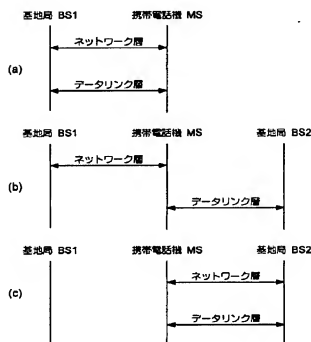 基地局 BS1 携帯電話機 MS
(a)
ネットワーク層
データリンク層
基地局 BS1 携帯電話機 MS 基地局 BS2
(b)
ネットワーク層
データリンク層
基地局 BS1 携帯電話機 MS 基地局 BS2
(c)
ネットワーク層
データリンク層